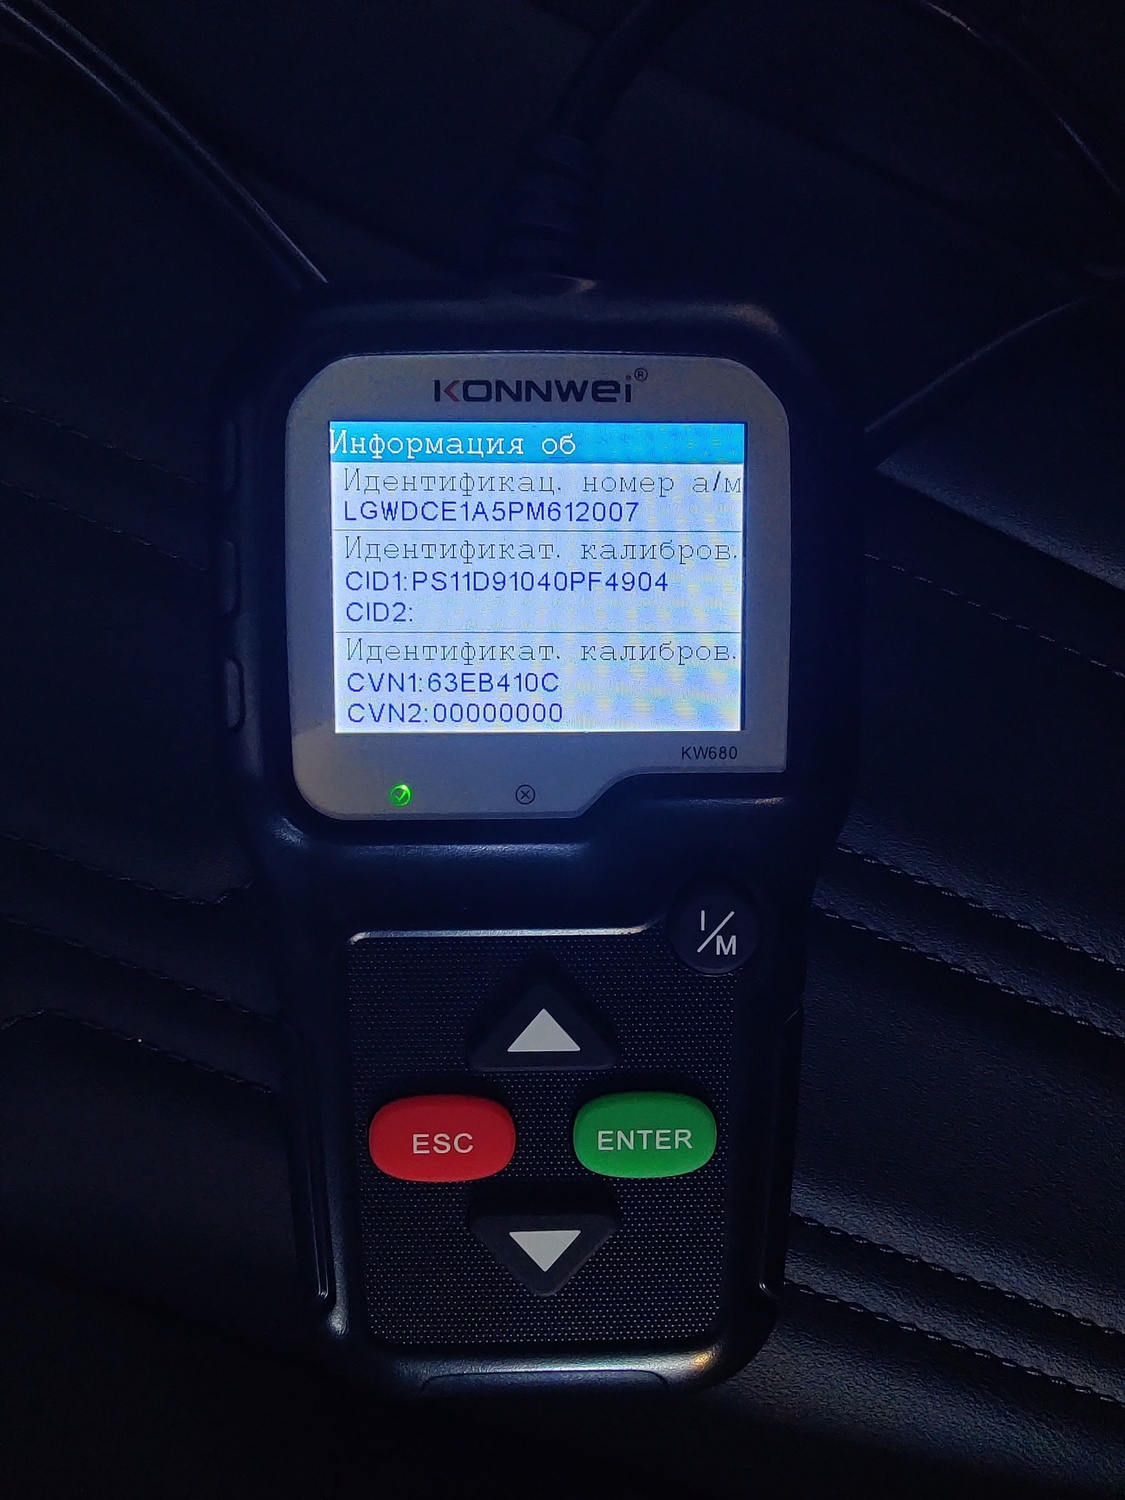 KONNWEI®
Информация об
Идентификац. номер а/м
LGWDCE1A5PM612007
Идентификат. калибров.
CID1:PS11D91040PF4904
CID2:
Идентификат. калибров.
CVN1:63EB410C
CVN2:00000000
KW680
I/M
ESC
ENTER